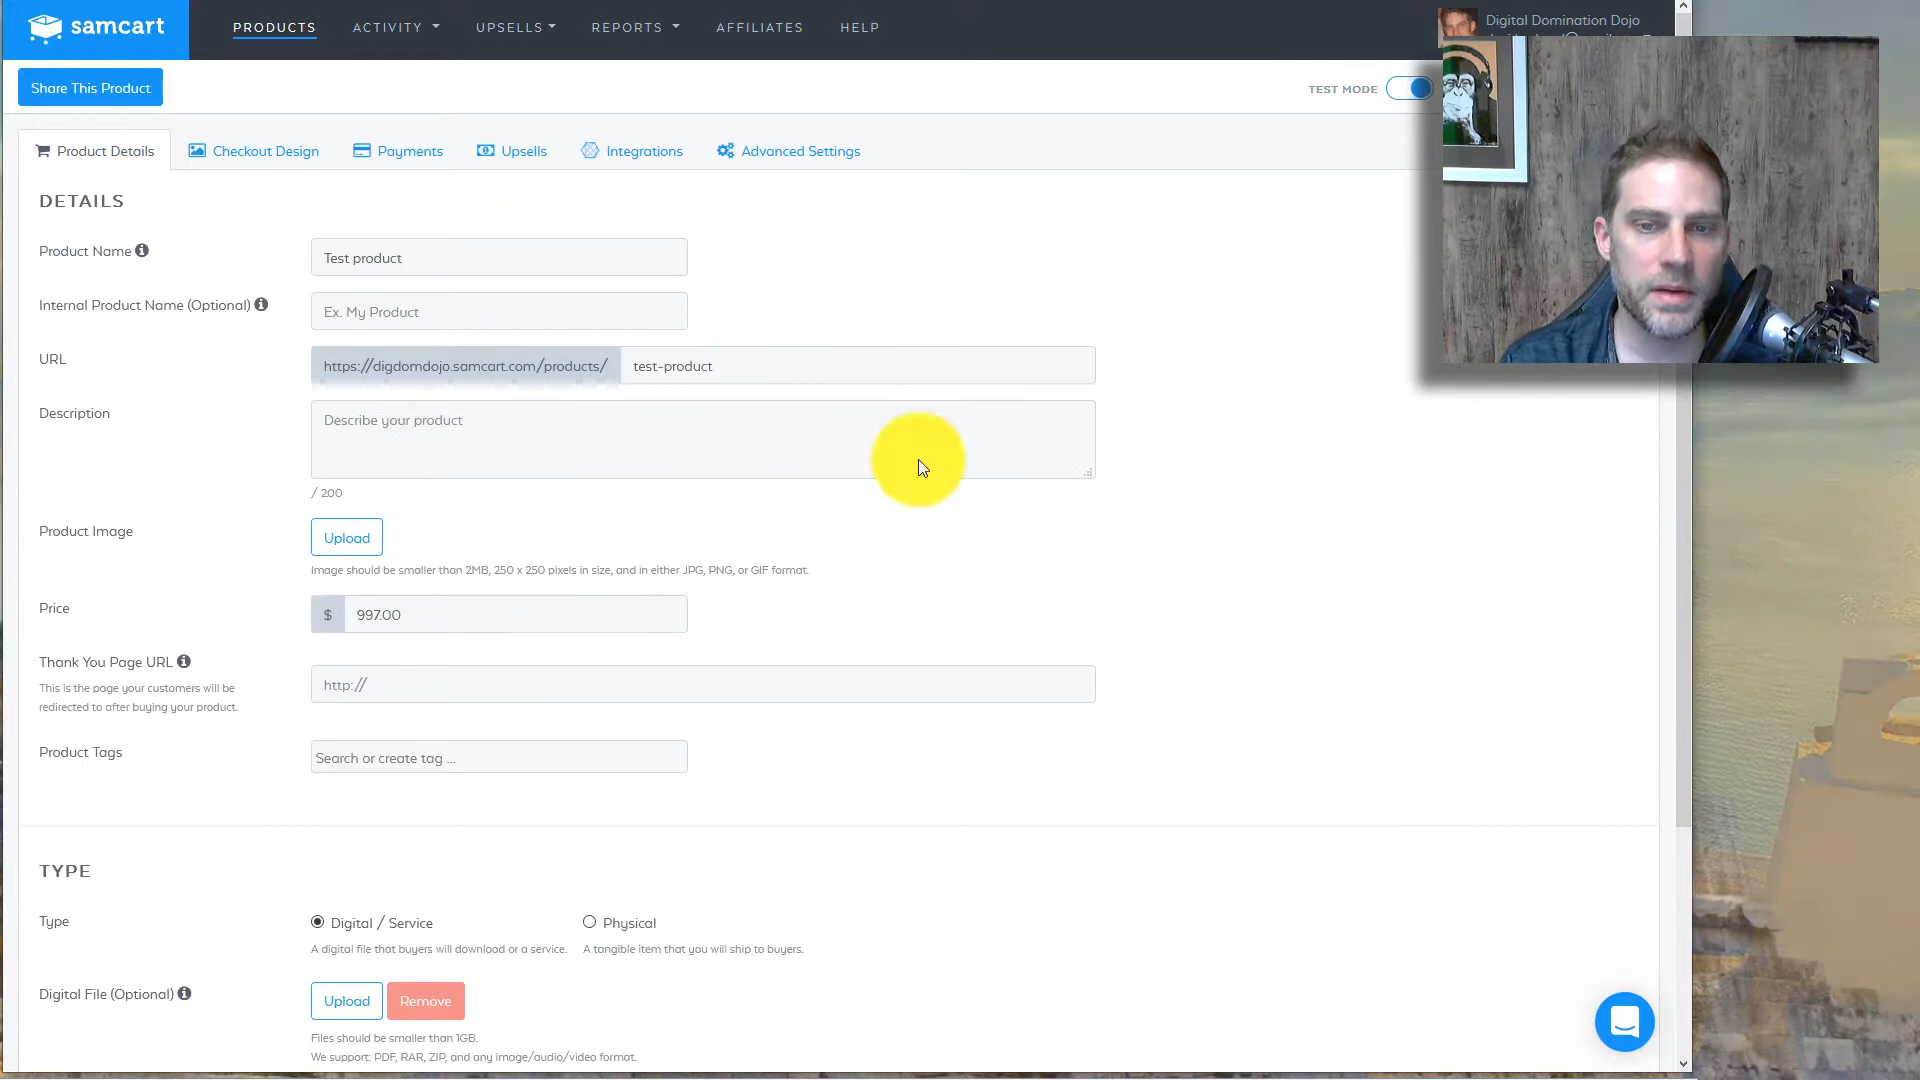 samcart
PRODUCTS ACTIVITY UPSELLS REPORTS AFFILIATES HELP
Digital Domination Dojo
Share This Product
TEST MODE
Product Details Checkout Design Payments Upsells Integrations Advanced Settings
DETAILS
Product Name
Test product
Internal Product Name (Optional)
Ex. My Product
URL
https://digdomdojo.samcart.com/products/ test-product
Description
Describe your product
/ 200
Product Image
Upload
Image should be smaller than 2MB, 250 x 250 pixels in size, and in either JPG, PNG, or GIF format.
Price
$ 997.00
Thank You Page URL
This is the page your customers will be
redirected to after buying your product.
http://
Product Tags
Search or create tag ...
TYPE
Type
Digital / Service
A digital file that buyers will download or a service.
Physical
A tangible item that you will ship to buyers.
Digital File (Optional)
Upload Remove
Files should be smaller than 1GB.
We support: PDF, RAR, ZIP, and any image/audio/video format.